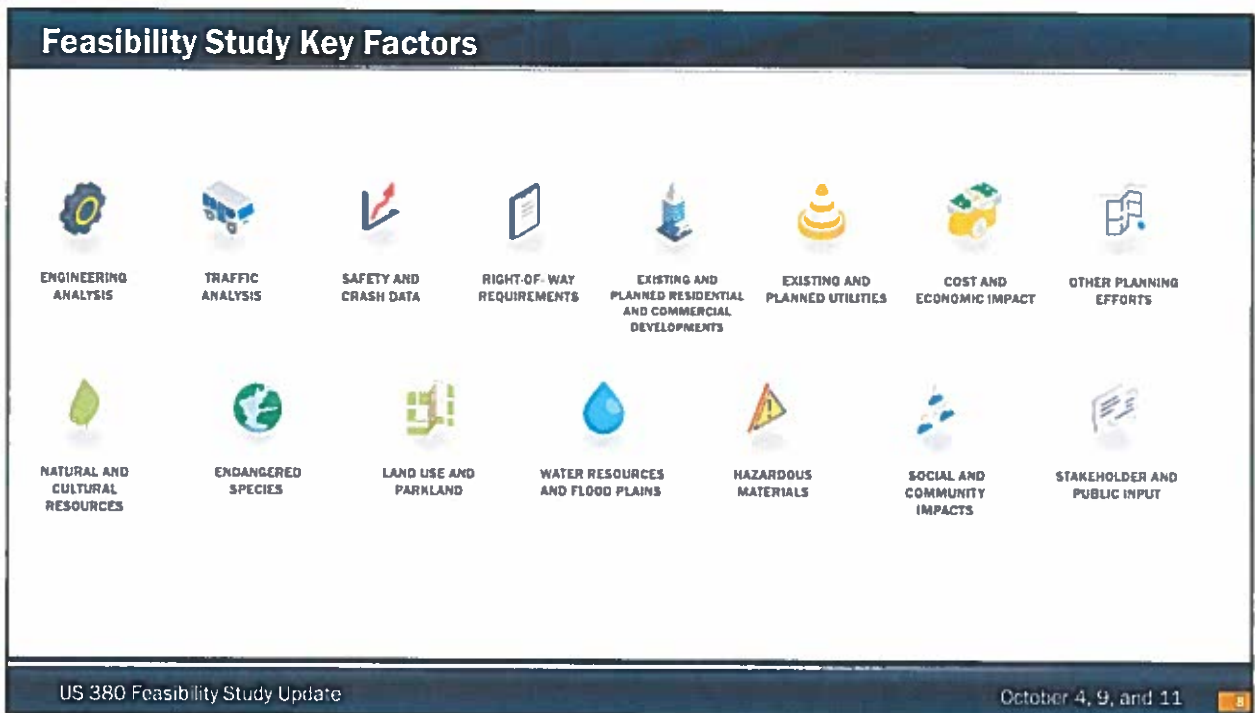 Feasibility Study Key Factors
ENGINEERING
ANALYSIS
TRAFFIC
ANALYSIS
SAFETY AND
CRASH DATA
RIGHT-OF-WAY
REQUIREMENTS
EXISTING AND
PLANNED RESIDENTIAL
AND COMMERCIAL
DEVELOPMENTS
EXISTING AND
PLANNED UTILITIES
COST AND
ECONOMIC IMPACT
OTHER PLANNING
EFFORTS
NATURAL AND
CULTURAL
RESOURCES
ENDANGERED
SPECIES
LAND USE AND
PARKLAND
WATER RESOURCES
AND FLOOD PLAINS
HAZARDOUS
MATERIALS
SOCIAL AND
COMMUNITY
IMPACTS
STAKEHOLDER AND
PUBLIC INPUT
US 380 Feasibility Study Update
October 4, 9, and 11
8